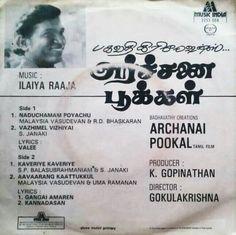 MUSIC INDIA
2253 508
MUSIC :
ILAIYA RAAJA
அர்ச்சனை
பூக்கள்
Side 1
1. NADUCHAMAM POYACHU
MALAYSIA VASUDEVAN & R.D. BHASKARAN
2. VAZHIMEL VIZHIYAI
S. JANAKI
LYRICS :
VALEE
Side 2
1. KAVERIYE KAVERIYE
S.P. BALASUBRAHMANIAM & S. JANAKI
2. AAVAARANG KAATTUKKUL
MALAYSIA VASUDEVAN & UMA RAMANAN
LYRICS :
1. GANGAI AMAREN
2. KANNADASAN
BAGHAVATHY CREATIONS
ARCHANAI
POOKAL TAMIL FILM
PRODUCER :
K. GOPINATHAN
DIRECTOR :
GOKULAKRISHNA